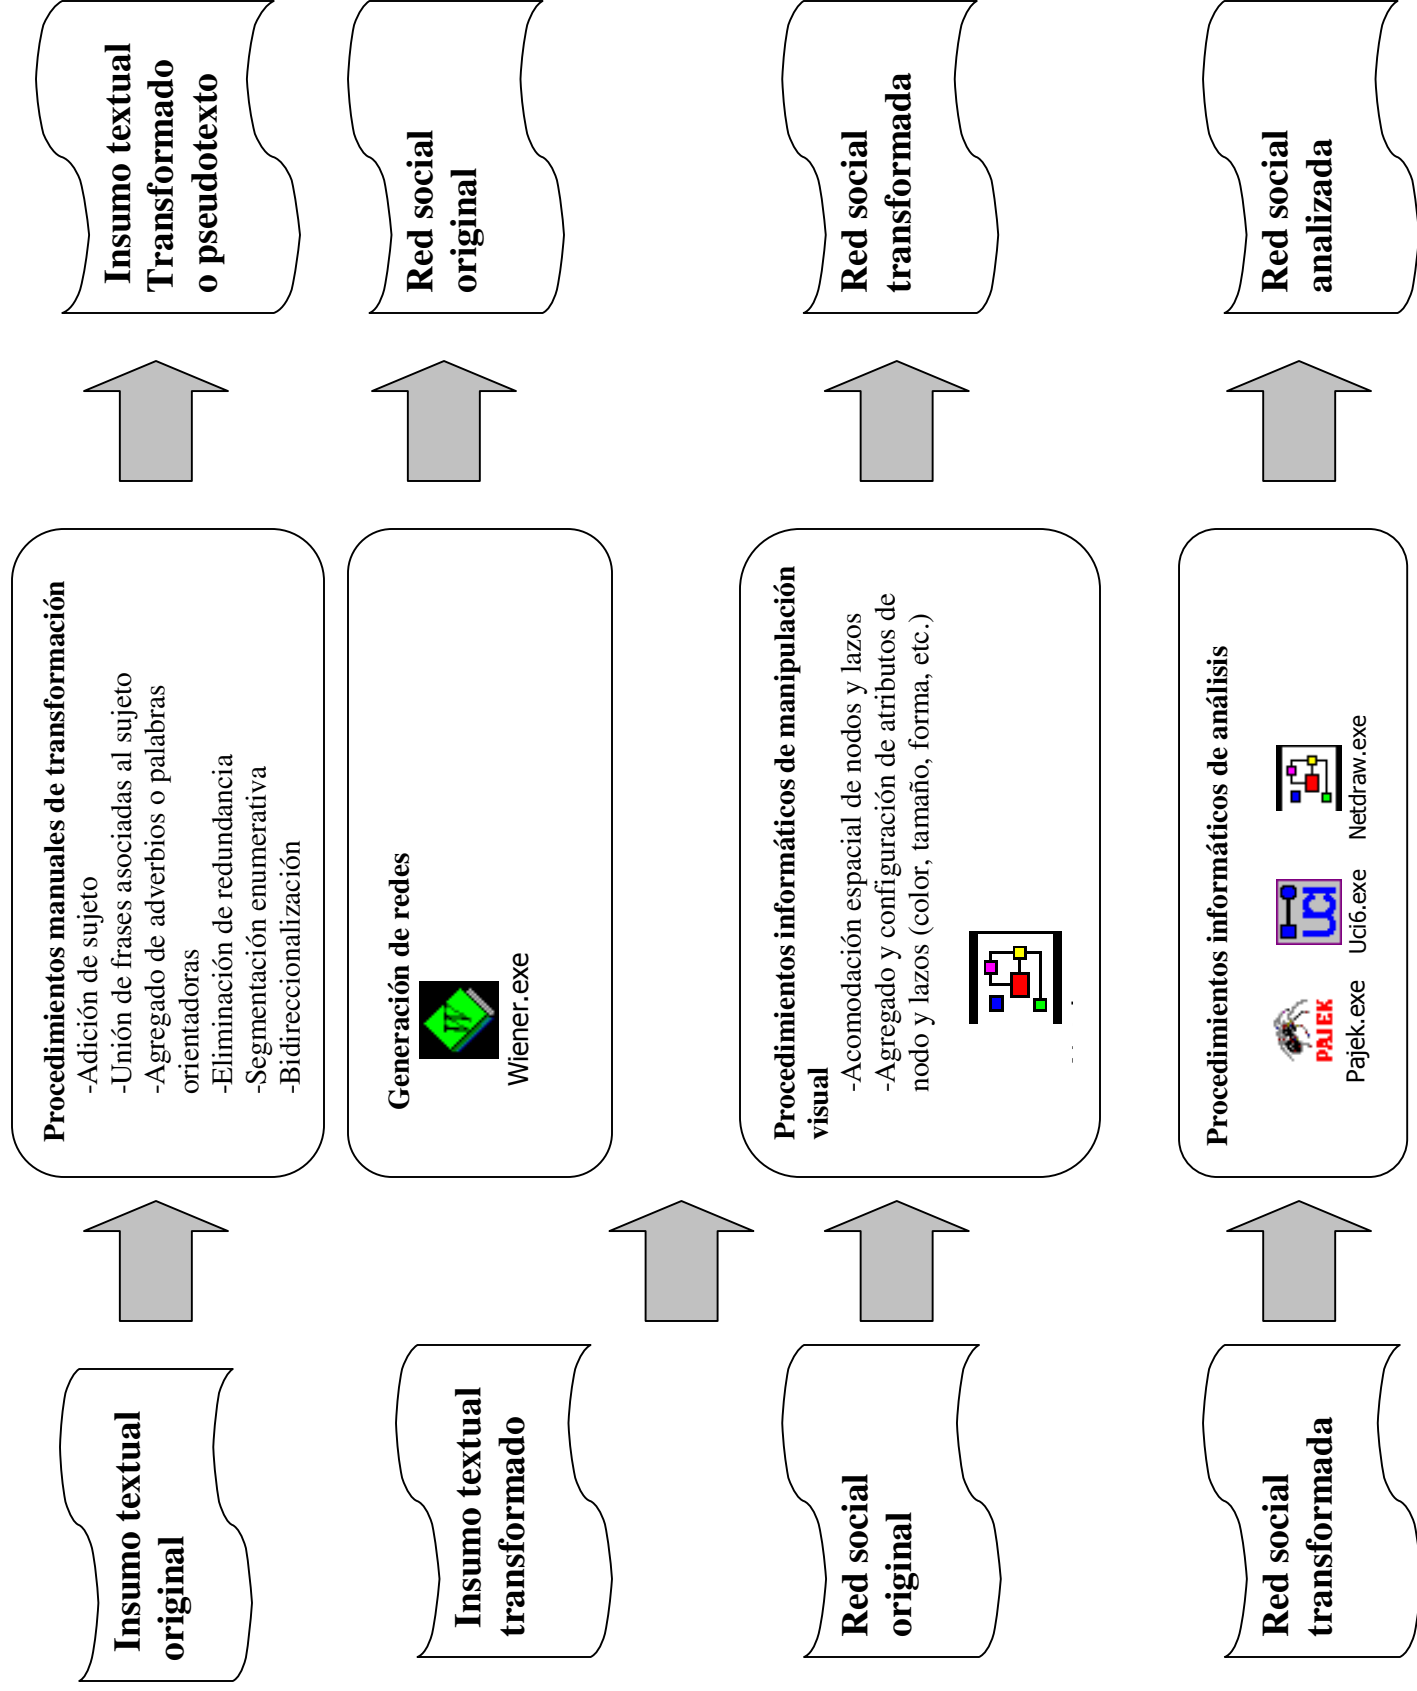 Insumo textual
original
Procedimientos manuales de transformación
-Adición de sujeto
-Unión de frases asociadas al sujeto
-Agregado de adverbios o palabras
orientadoras
-Eliminación de redundancia
-Segmentación enumerativa
-Bidireccionalización
Insumo textual
Transformado
o pseudotexto
Insumo textual
transformado
Generación de redes
W
Wiener.exe
Red social
original
Red social
original
Procedimientos informáticos de manipulación
visual
-Acomodación espacial de nodos y lazos
-Agregado y configuración de atributos de
nodo y lazos (color, tamaño, forma, etc.)
Red social
transformada
Red social
transformada
Procedimientos informáticos de análisis
PAJEK
Pajek.exe
UCI
Uci6.exe
Netdraw.exe
Red social
analizada